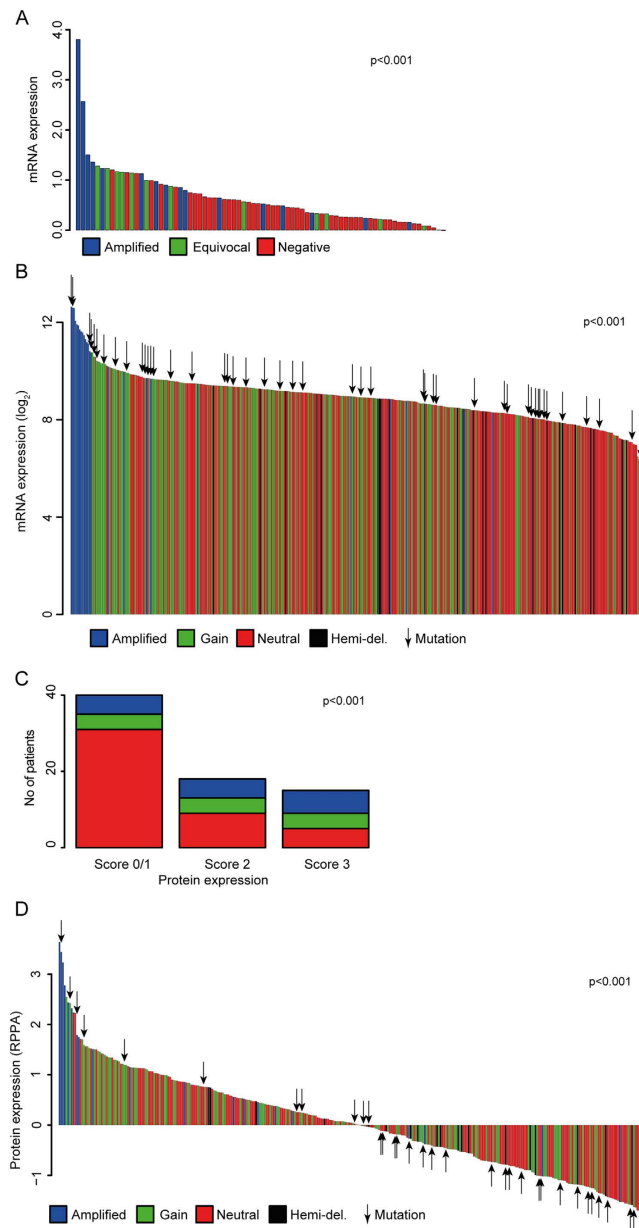 A
mRNA expression
4.0
3.0
2.0
1.0
0.0
p<0.001
Amplified Equivocal Negative
B
mRNA expression (log2)
12
8
4
0
p<0.001
Amplified Gain Neutral Hemi-del. Mutation
C
No of patients
40
20
0
p<0.001
Score 0/1 Score 2 Score 3
Protein expression
D
Protein expression (RPPA)
3
2
1
0
−1
p<0.001
Amplified Gain Neutral Hemi-del. Mutation